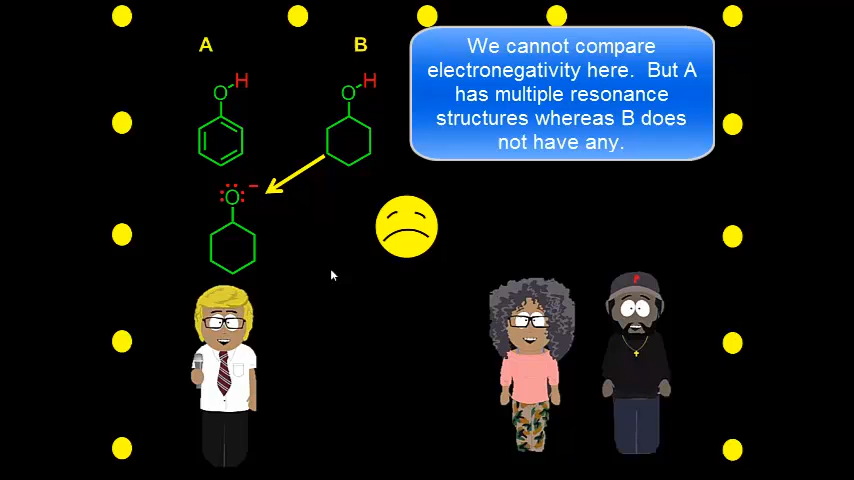 A
B
We cannot compare
electronegativity here.  But A
has multiple resonance
structures whereas B does
not have any.
O H
O H
O −
P